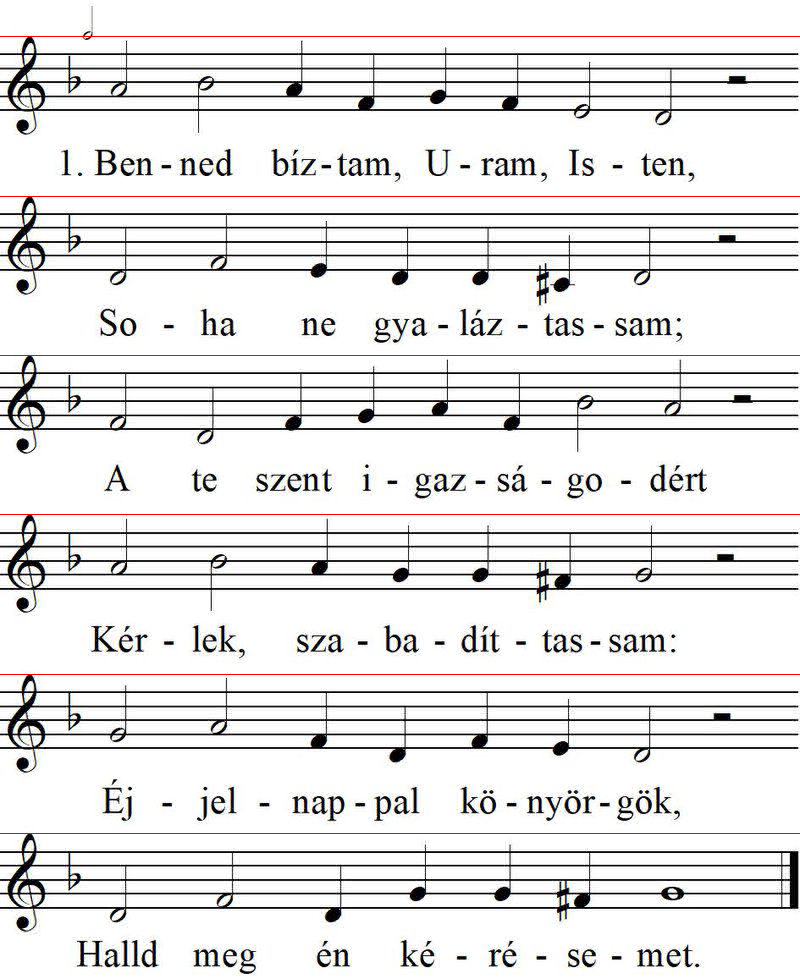 1. Ben - ned bíz - tam, U - ram, Is - ten,
So - ha ne gya - láz - tas - sam;
A te szent i - gaz - sá - go - dért
Kér - lek, sza - ba - dít - tas - sam:
Éj - jel - nap - pal kö - nyör - gök,
Halld meg én ké - ré - se - met.